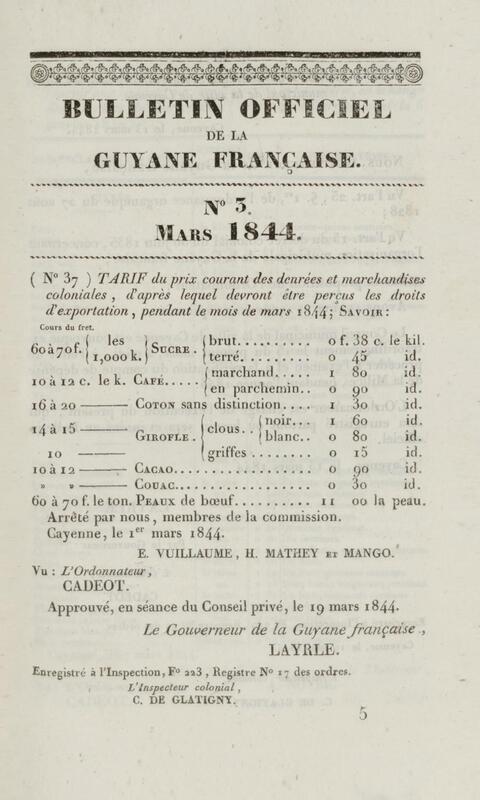 BULLETIN OFFICIEL
DE LA
GUYANE FRANÇAISE.
N° 3.
MARS 1844.
( N° 37 ) TARIF du prix courant des denrées et marchandises
coloniales , d'après lequel devront être perçus les droits
d'exportation , pendant le mois de mars 1844; SAVOIR :
Cours du fret.
60 à 70 f. { les 1,000 k. } SUCRE . { brut.......... 0 f. 38 c. le kil.
{ terré.......... 0 45 id.
10 à 12 c. le k. CAFÉ..... { marchand..... 1 80 id.
{ en parchemin.. 0 90 id.
16 à 20 ——— COTON sans distinction.... 1 30 id.
14 à 15 ——— GIROFLE . { clous.. { noir... 1 60 id.
{ blanc.. 0 80 id.
10 ——— { griffes ........ 0 15 id.
10 à 12 ——— CACAO.................. 0 90 id.
» » ——— COUAC.................. 0 30 id.
60 à 70 f. le ton. PEAUX de bœuf.......... 11 00 la peau.
Arrêté par nous , membres de la commission.
Cayenne, le 1er mars 1844.
E. VUILLAUME, H. MATHEY ET MANGO.
Vu : L'Ordonnateur ,
CADEOT.
Approuvé, en séance du Conseil privé, le 19 mars 1844.
Le Gouverneur de la Guyane française .,
LAYRLE.
Enregistré à l'Inspection, F° 223 , Registre N° 17 des ordres.
L'Inspecteur colonial ,
C. DE GLATIGNY.
5